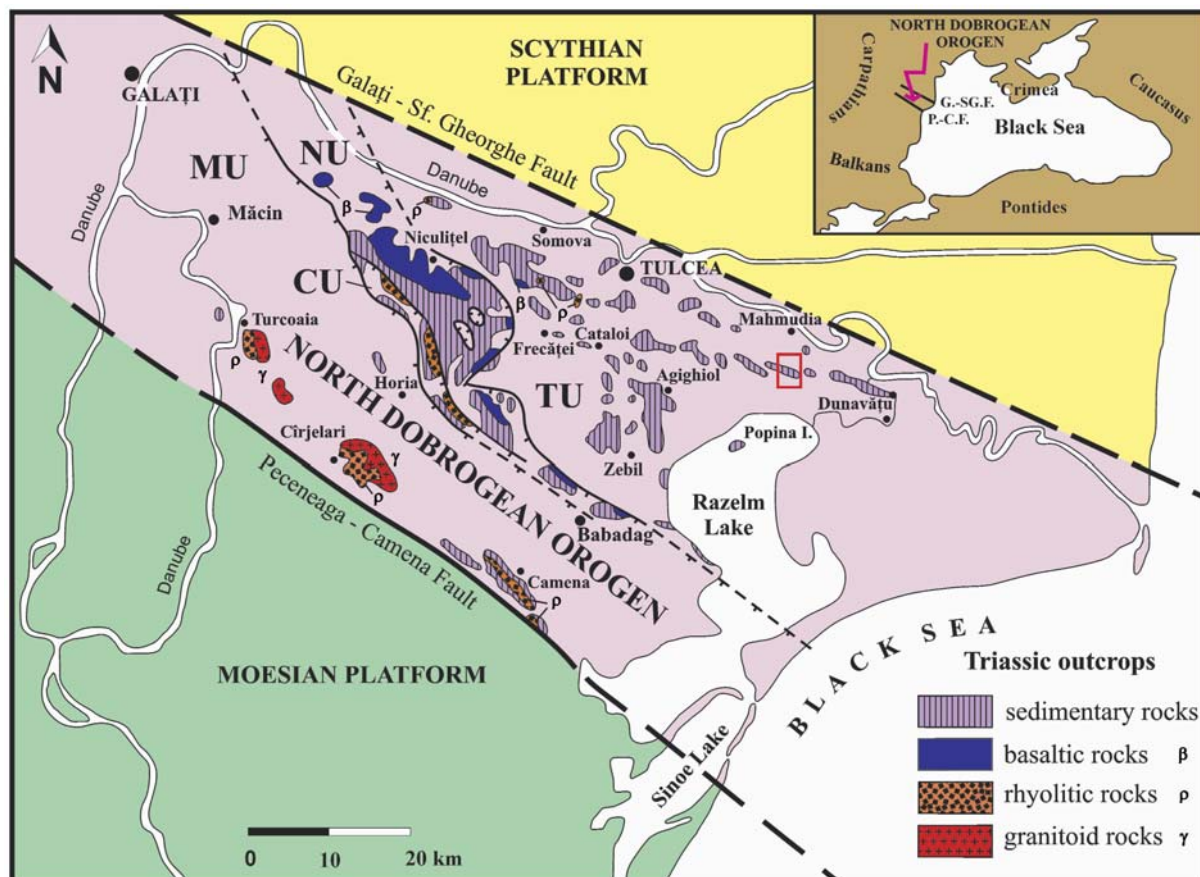 N
GALAȚI
SCYTHIAN
PLATFORM
Galați - Sf. Gheorghe Fault
NORTH DOBROGEAN
OROGEN
Carpathians
Crimea
Caucasus
G.-SG.F.
P.-C.F.
Black Sea
Balkans
Pontides
MU
NU
Danube
Danube
Măcin
β
ρ
Niculițel
Somova
TULCEA
CU
β
ρ
Mahmudia
Turcoaia
Frecăței
Cataloi
ρ
γ
Horia
TU
Agighiol
Dunavățu
NORTH DOBROGEAN OROGEN
Popina I.
Cîrjelari
γ
Zebil
ρ
Razelm
Lake
Peceneaga - Camena Fault
Babadag
Danube
Camena
ρ
BLACK SEA
MOESIAN PLATFORM
Sinoe Lake
Triassic outcrops
sedimentary rocks
basaltic rocks β
rhyolitic rocks ρ
granitoid rocks γ
0 10 20 km